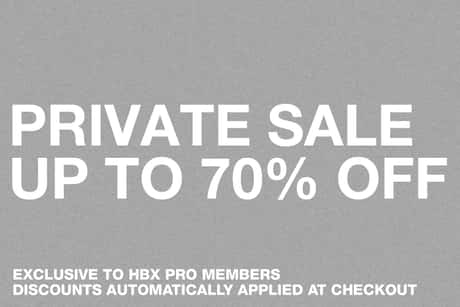 PRIVATE SALE
UP TO 70% OFF
EXCLUSIVE TO HBX PRO MEMBERS
DISCOUNTS AUTOMATICALLY APPLIED AT CHECKOUT